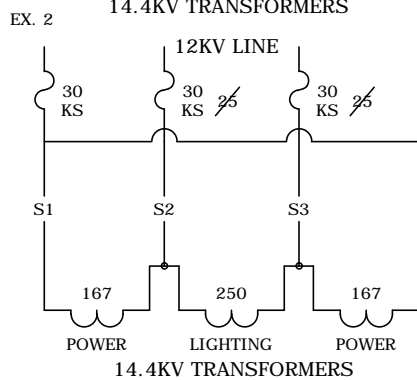 14.4KV TRANSFORMERS
EX. 2
12KV LINE
30 KS
30 KS 25
30 KS 25
S1 S2 S3
167 250 167
POWER LIGHTING POWER
14.4KV TRANSFORMERS